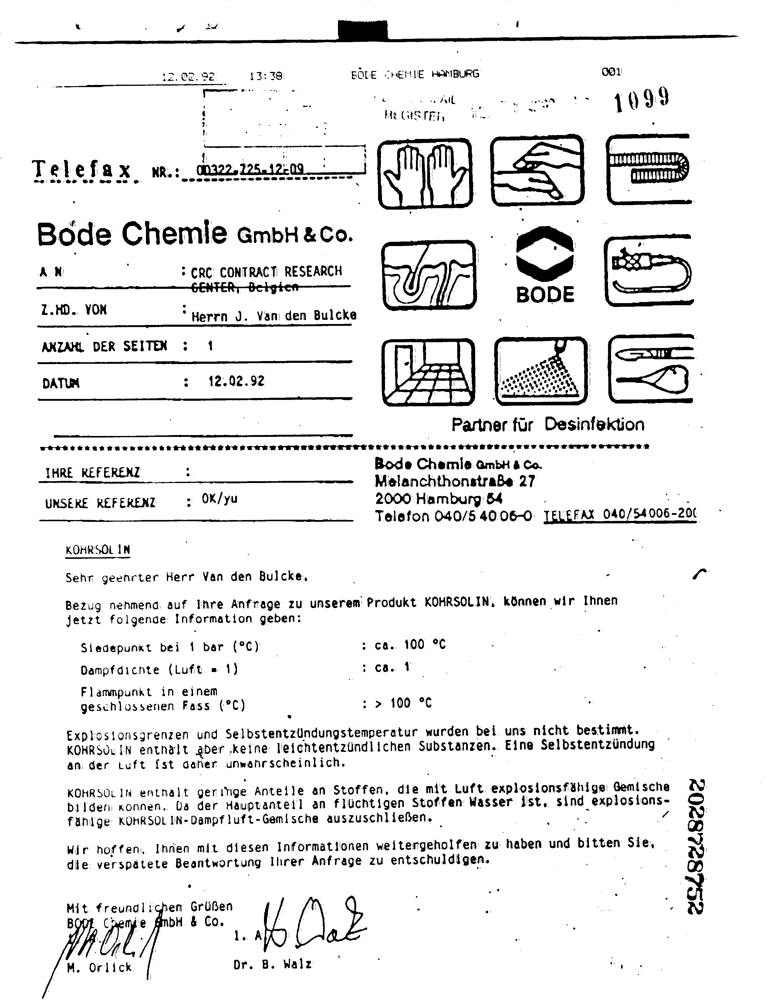 12.02.92 13:38 BODE CHEMIE HAMBURG 001
1099
Telefax NR.: 00322-725-12-09
Bode Chemie GmbH & Co.
A N : CRC CONTRACT RESEARCH
CENTER, Belgien
Z.HD. VON : Herrn J. Van den Bulcke
ANZAHL DER SEITEN : 1
DATUM : 12.02.92
BODE
Partner für Desinfektion
IHRE REFERENZ :
UNSERE REFERENZ : OK/yu
Bode Chemie GmbH & Co.
Melanchthonstraße 27
2000 Hamburg 54
Telefon 040/5 40 06-0 TELEFAX 040/54006-200
KOHRSOLIN
Sehr geehrter Herr Van den Bulcke,
Bezug nehmend auf Ihre Anfrage zu unserem Produkt KOHRSOLIN, können wir Ihnen
jetzt folgende Information geben:
Siedepunkt bei 1 bar (°C) : ca. 100 °C
Dampfdichte (Luft = 1) : ca. 1
Flammpunkt in einem
geschlossenen Fass (°C) : > 100 °C
Explosionsgrenzen und Selbstentzündungstemperatur wurden bei uns nicht bestimmt.
KOHRSOLIN enthält aber keine leichtentzündlichen Substanzen. Eine Selbstentzündung
an der Luft ist daher unwahrscheinlich.
KOHRSOLIN enthält geringe Anteile an Stoffen, die mit Luft explosionsfähige Gemische
bilden können. Da der Hauptanteil an flüchtigen Stoffen Wasser ist, sind explosions-
fähige KOHRSOLIN-Dampfluft-Gemische auszuschließen.
Wir hoffen, Ihnen mit diesen Informationen weitergeholfen zu haben und bitten Sie,
die verspätete Beantwortung Ihrer Anfrage zu entschuldigen.
Mit freundlichen Grüßen
BODE Chemie GmbH & Co.
i. A.
M. Orlick
Dr. B. Walz
2028728752